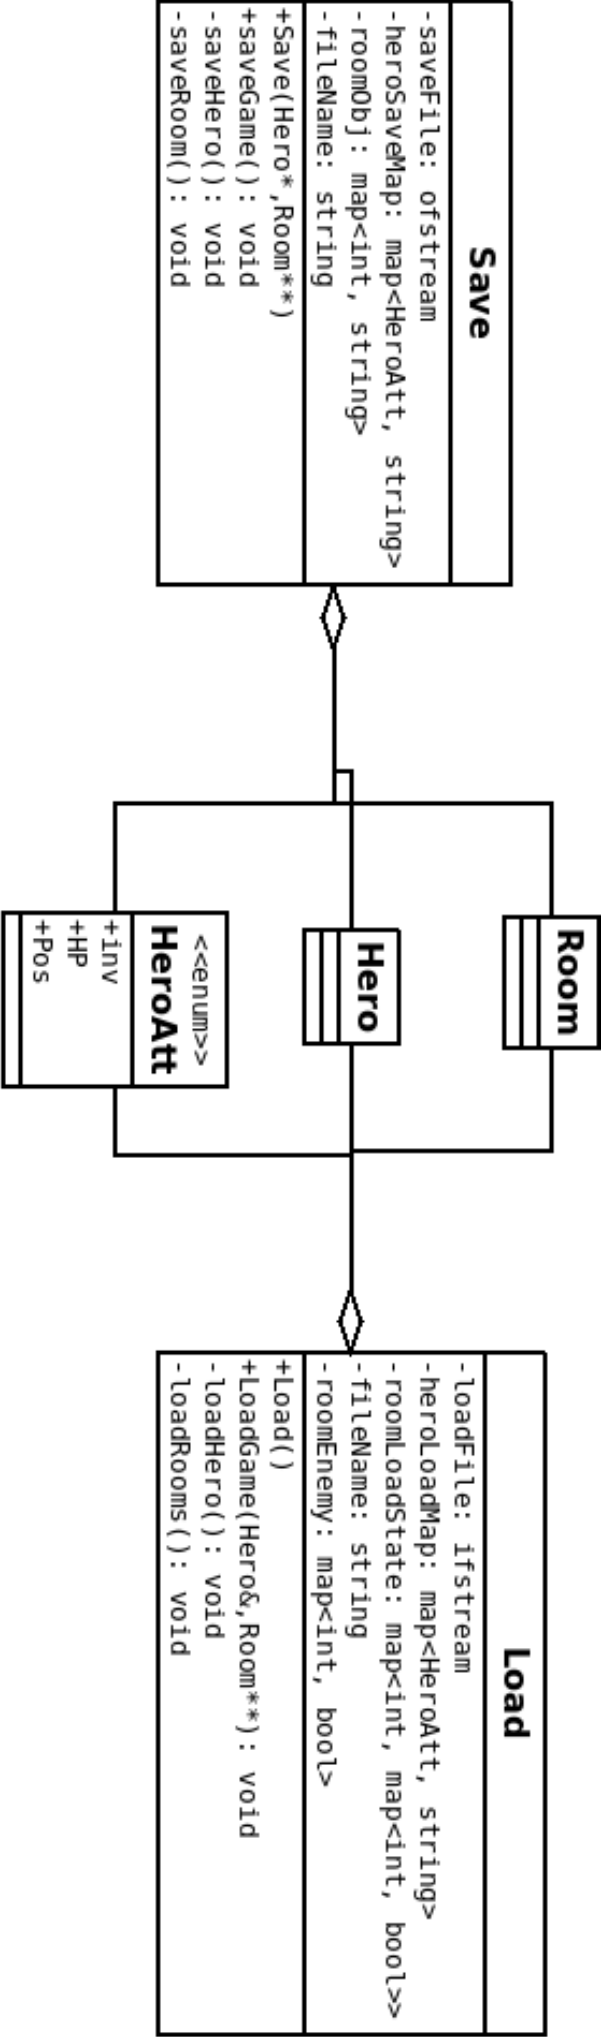 Save
-saveFile: ofstream
-heroSaveMap: map<HeroAtt, string>
-roomObj: map<int, string>
-fileName: string
+Save(Hero*,Room**)
+saveGame(): void
-saveHero(): void
-saveRoom(): void
Room
Hero
<<enum>>
HeroAtt
+inv
+HP
+Pos
Load
-loadFile: ifstream
-heroLoadMap: map<HeroAtt, string>
-roomLoadState: map<int, map<int, bool>>
-fileName: string
-roomEnemy: map<int, bool>
+Load()
+LoadGame(Hero&,Room**): void
-loadHero(): void
-loadRooms(): void